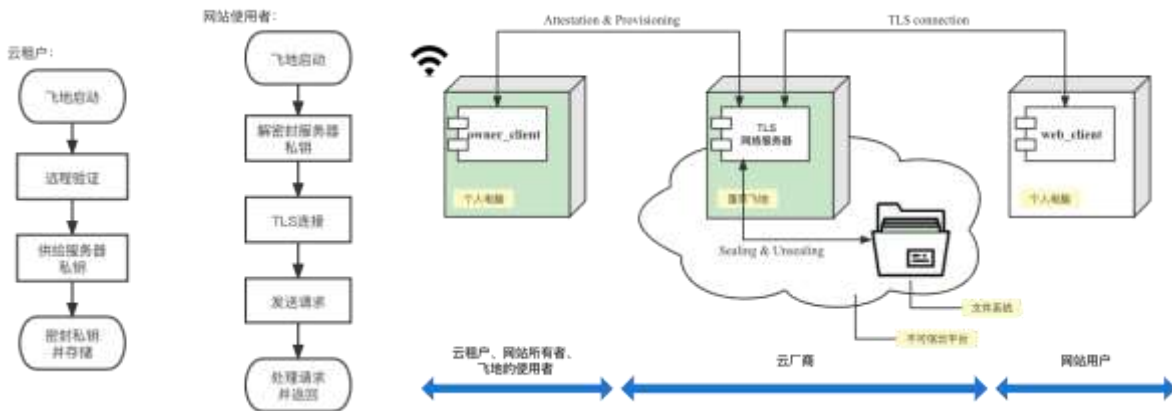 云租户：
飞地启动
远程验证
供给服务器
私钥
密封私钥
并存储
网站使用者：
飞地启动
解密封服务器
私钥
TLS连接
发送请求
处理请求
并返回
Attestation & Provisioning
TLS connection
owner_client
个人电脑
TLS
网络服务器
飞地
web_client
个人电脑
Sealing & Unsealing
文件系统
不可信云平台
云租户、网站所有者、
飞地的使用者
云厂商
网站用户